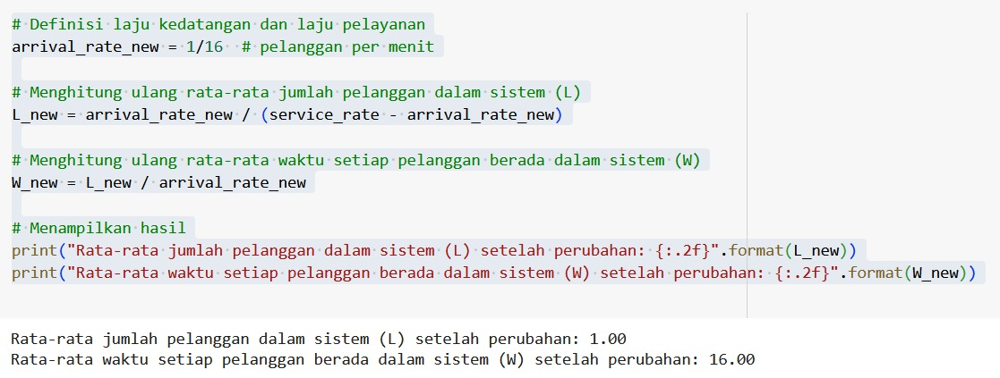 # Definisi laju kedatangan dan laju pelayanan
arrival_rate_new = 1/16  # pelanggan per menit
# Menghitung ulang rata-rata jumlah pelanggan dalam sistem (L)
L_new = arrival_rate_new / (service_rate - arrival_rate_new)
# Menghitung ulang rata-rata waktu setiap pelanggan berada dalam sistem (W)
W_new = L_new / arrival_rate_new
# Menampilkan hasil
print("Rata-rata jumlah pelanggan dalam sistem (L) setelah perubahan: {:.2f}".format(L_new))
print("Rata-rata waktu setiap pelanggan berada dalam sistem (W) setelah perubahan: {:.2f}".format(W_new))
Rata-rata jumlah pelanggan dalam sistem (L) setelah perubahan: 1.00
Rata-rata waktu setiap pelanggan berada dalam sistem (W) setelah perubahan: 16.00